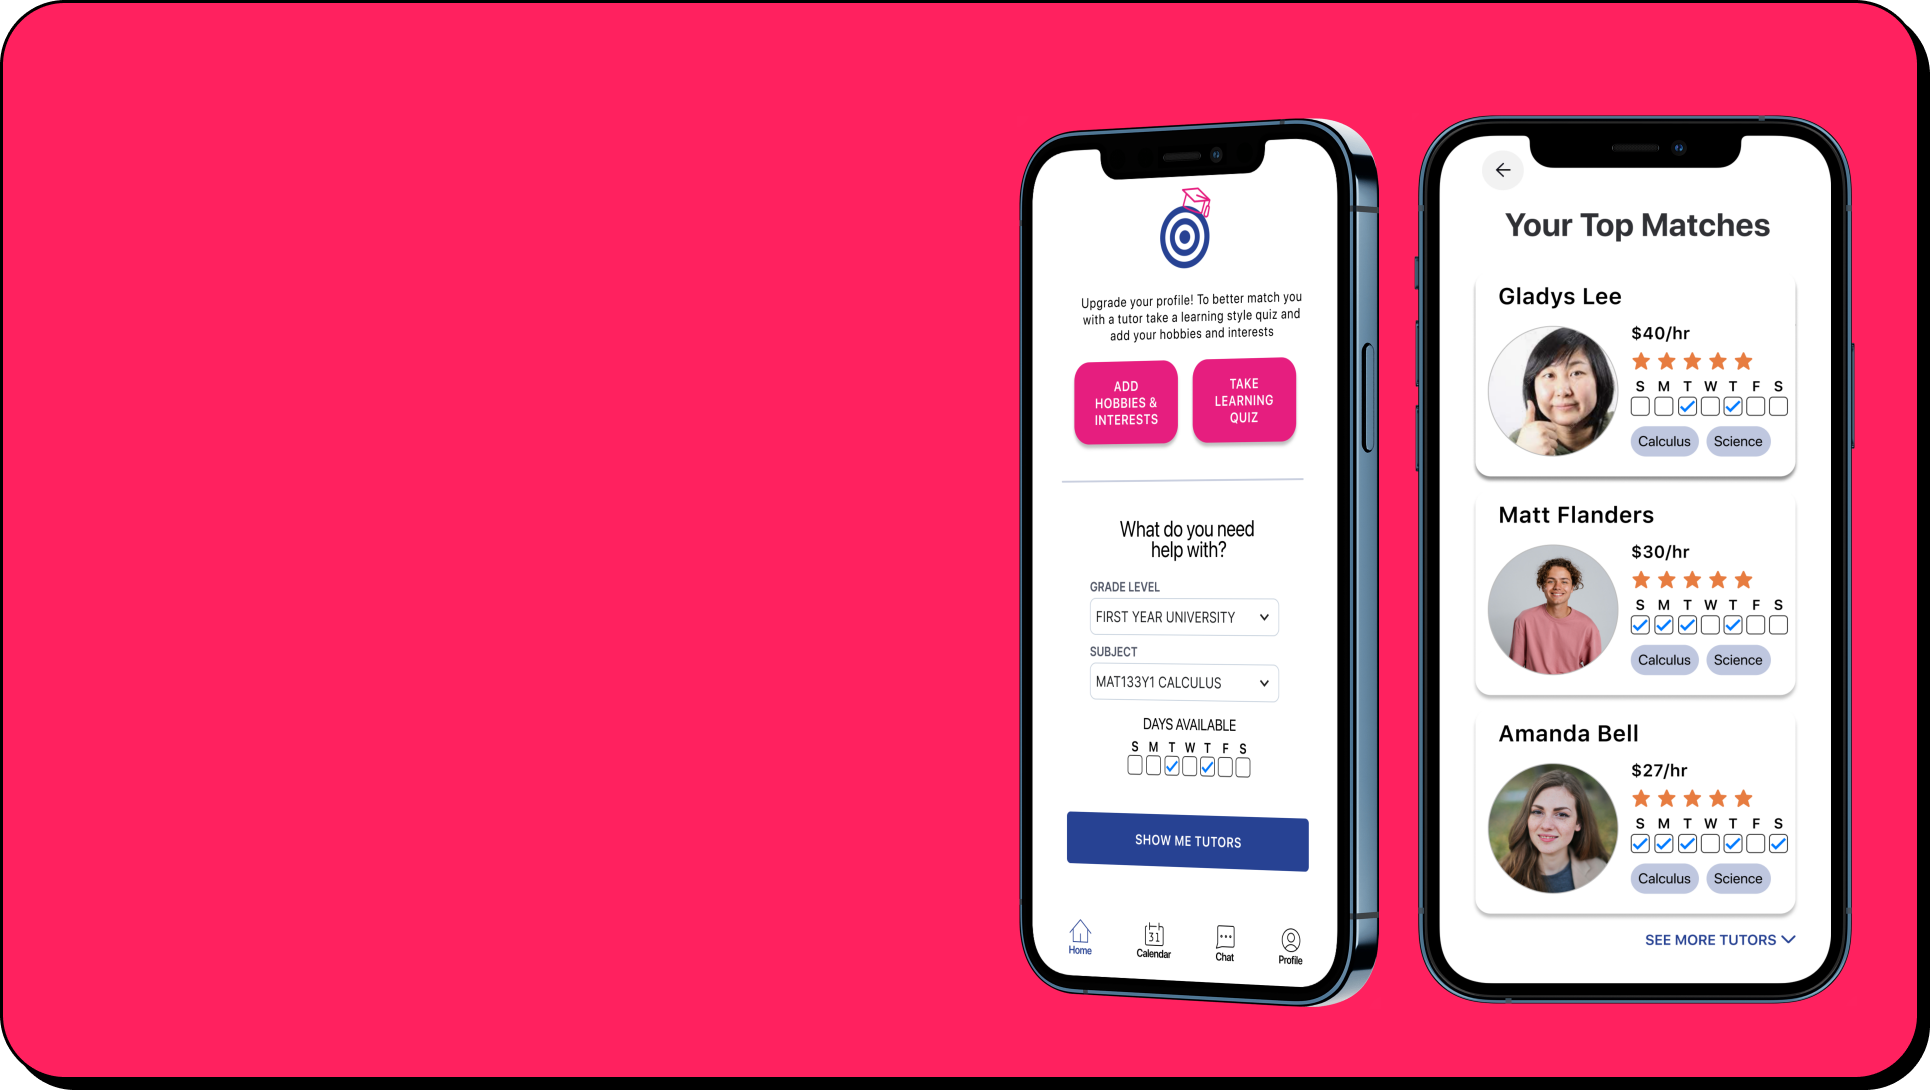 Upgrade your profile! To better match you
with a tutor take a learning style quiz and
add your hobbies and interests
ADD
HOBBIES &
INTERESTS
TAKE
LEARNING
QUIZ
What do you need
help with?
GRADE LEVEL
FIRST YEAR UNIVERSITY
SUBJECT
MAT133Y1 CALCULUS
DAYS AVAILABLE
S M T W T F S
SHOW ME TUTORS
31
Home
Calendar
Chat
Profile
Your Top Matches
Gladys Lee
$40/hr
S M T W T F S
Calculus Science
Matt Flanders
$30/hr
S M T W T F S
Calculus Science
Amanda Bell
$27/hr
S M T W T F S
Calculus Science
SEE MORE TUTORS